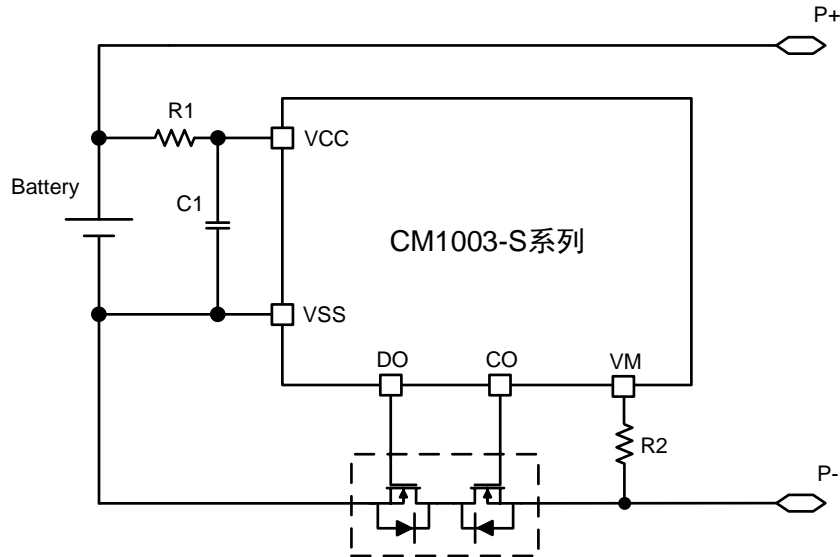 P+
R1
VCC
Battery
C1
CM1003-S系列
VSS
DO
CO
VM
R2
P-